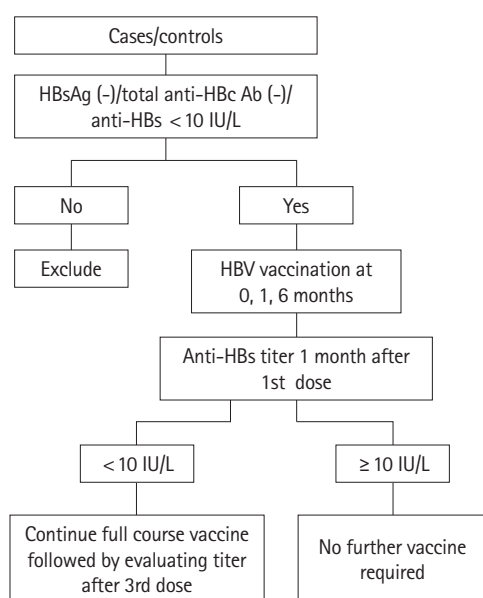 Cases/controls
HBsAg (-)/total anti-HBc Ab (-)/
anti-HBs < 10 IU/L
No
Yes
Exclude
HBV vaccination at
0, 1, 6 months
Anti-HBs titer 1 month after
1st dose
< 10 IU/L
≥ 10 IU/L
Continue full course vaccine
followed by evaluating titer
after 3rd dose
No further vaccine
required